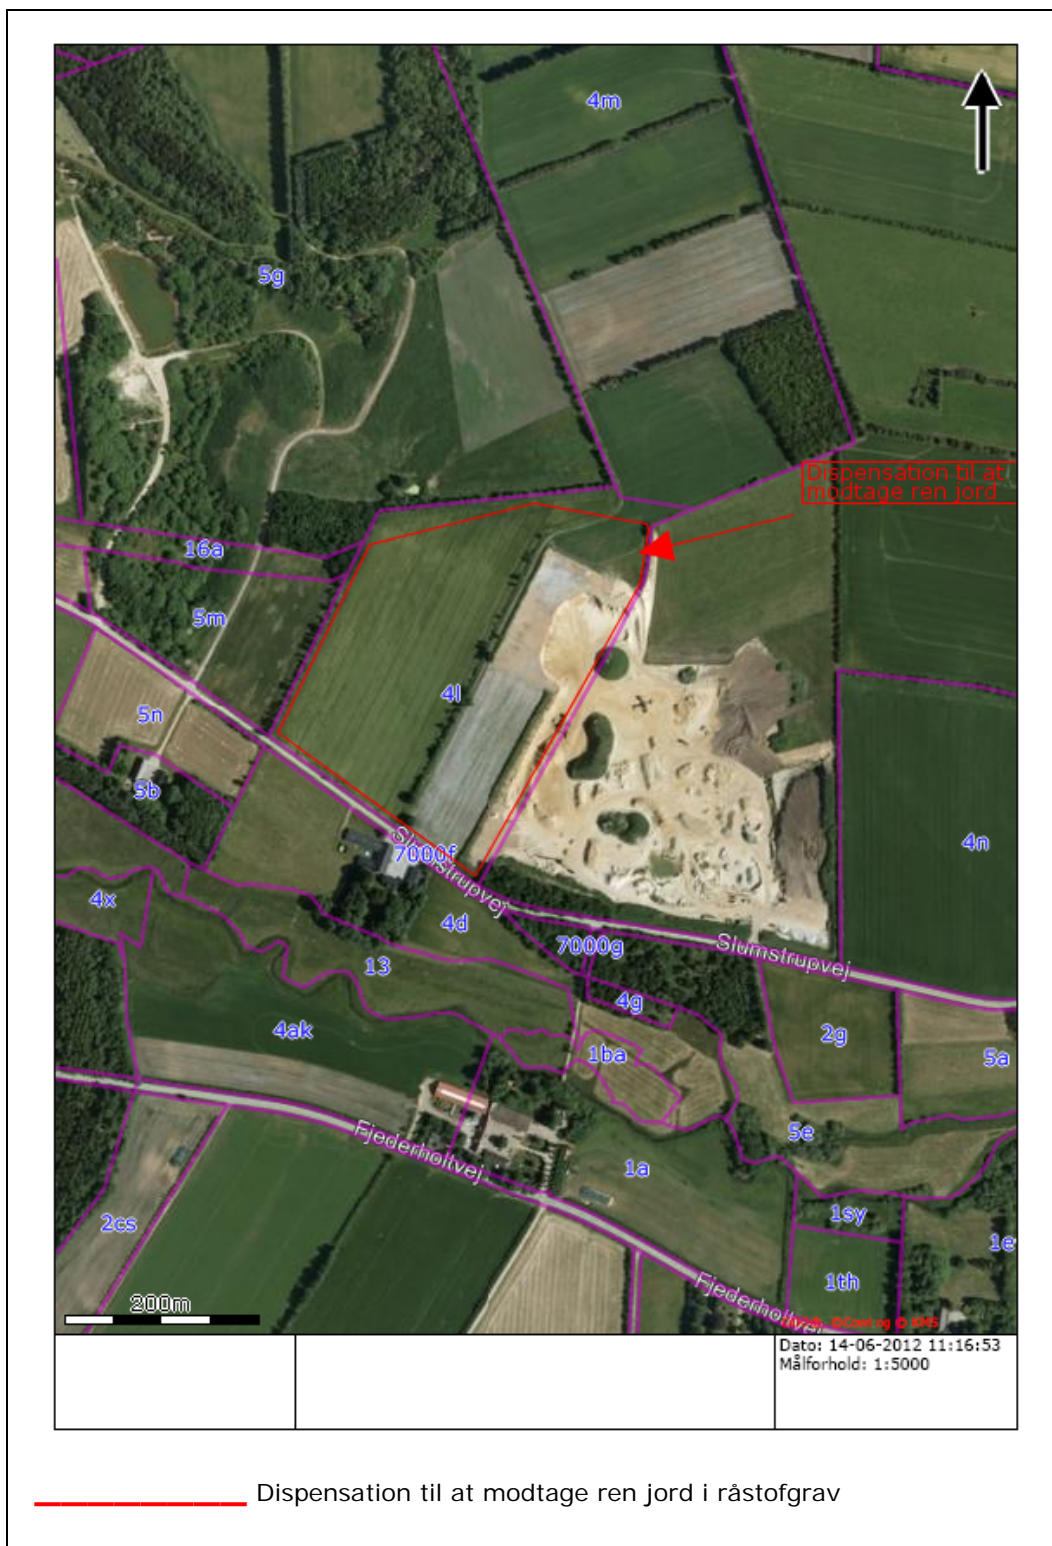 4m
5g
Dispensation til at
modtage ren jord
16a
5m
4l
5n
5b
Slumstrupvej
7000f
4n
4x
4d
7000g
Slumstrupvej
13
4g
4ak
2g
1ba
5a
5e
Fjederholtvej
1a
2cs
1sy
1e
1th
Fjederholtvej
200m
©Cowi
© KMS
Dato: 14-06-2012 11:16:53
Målforhold: 1:5000
Dispensation til at modtage ren jord i råstofgrav